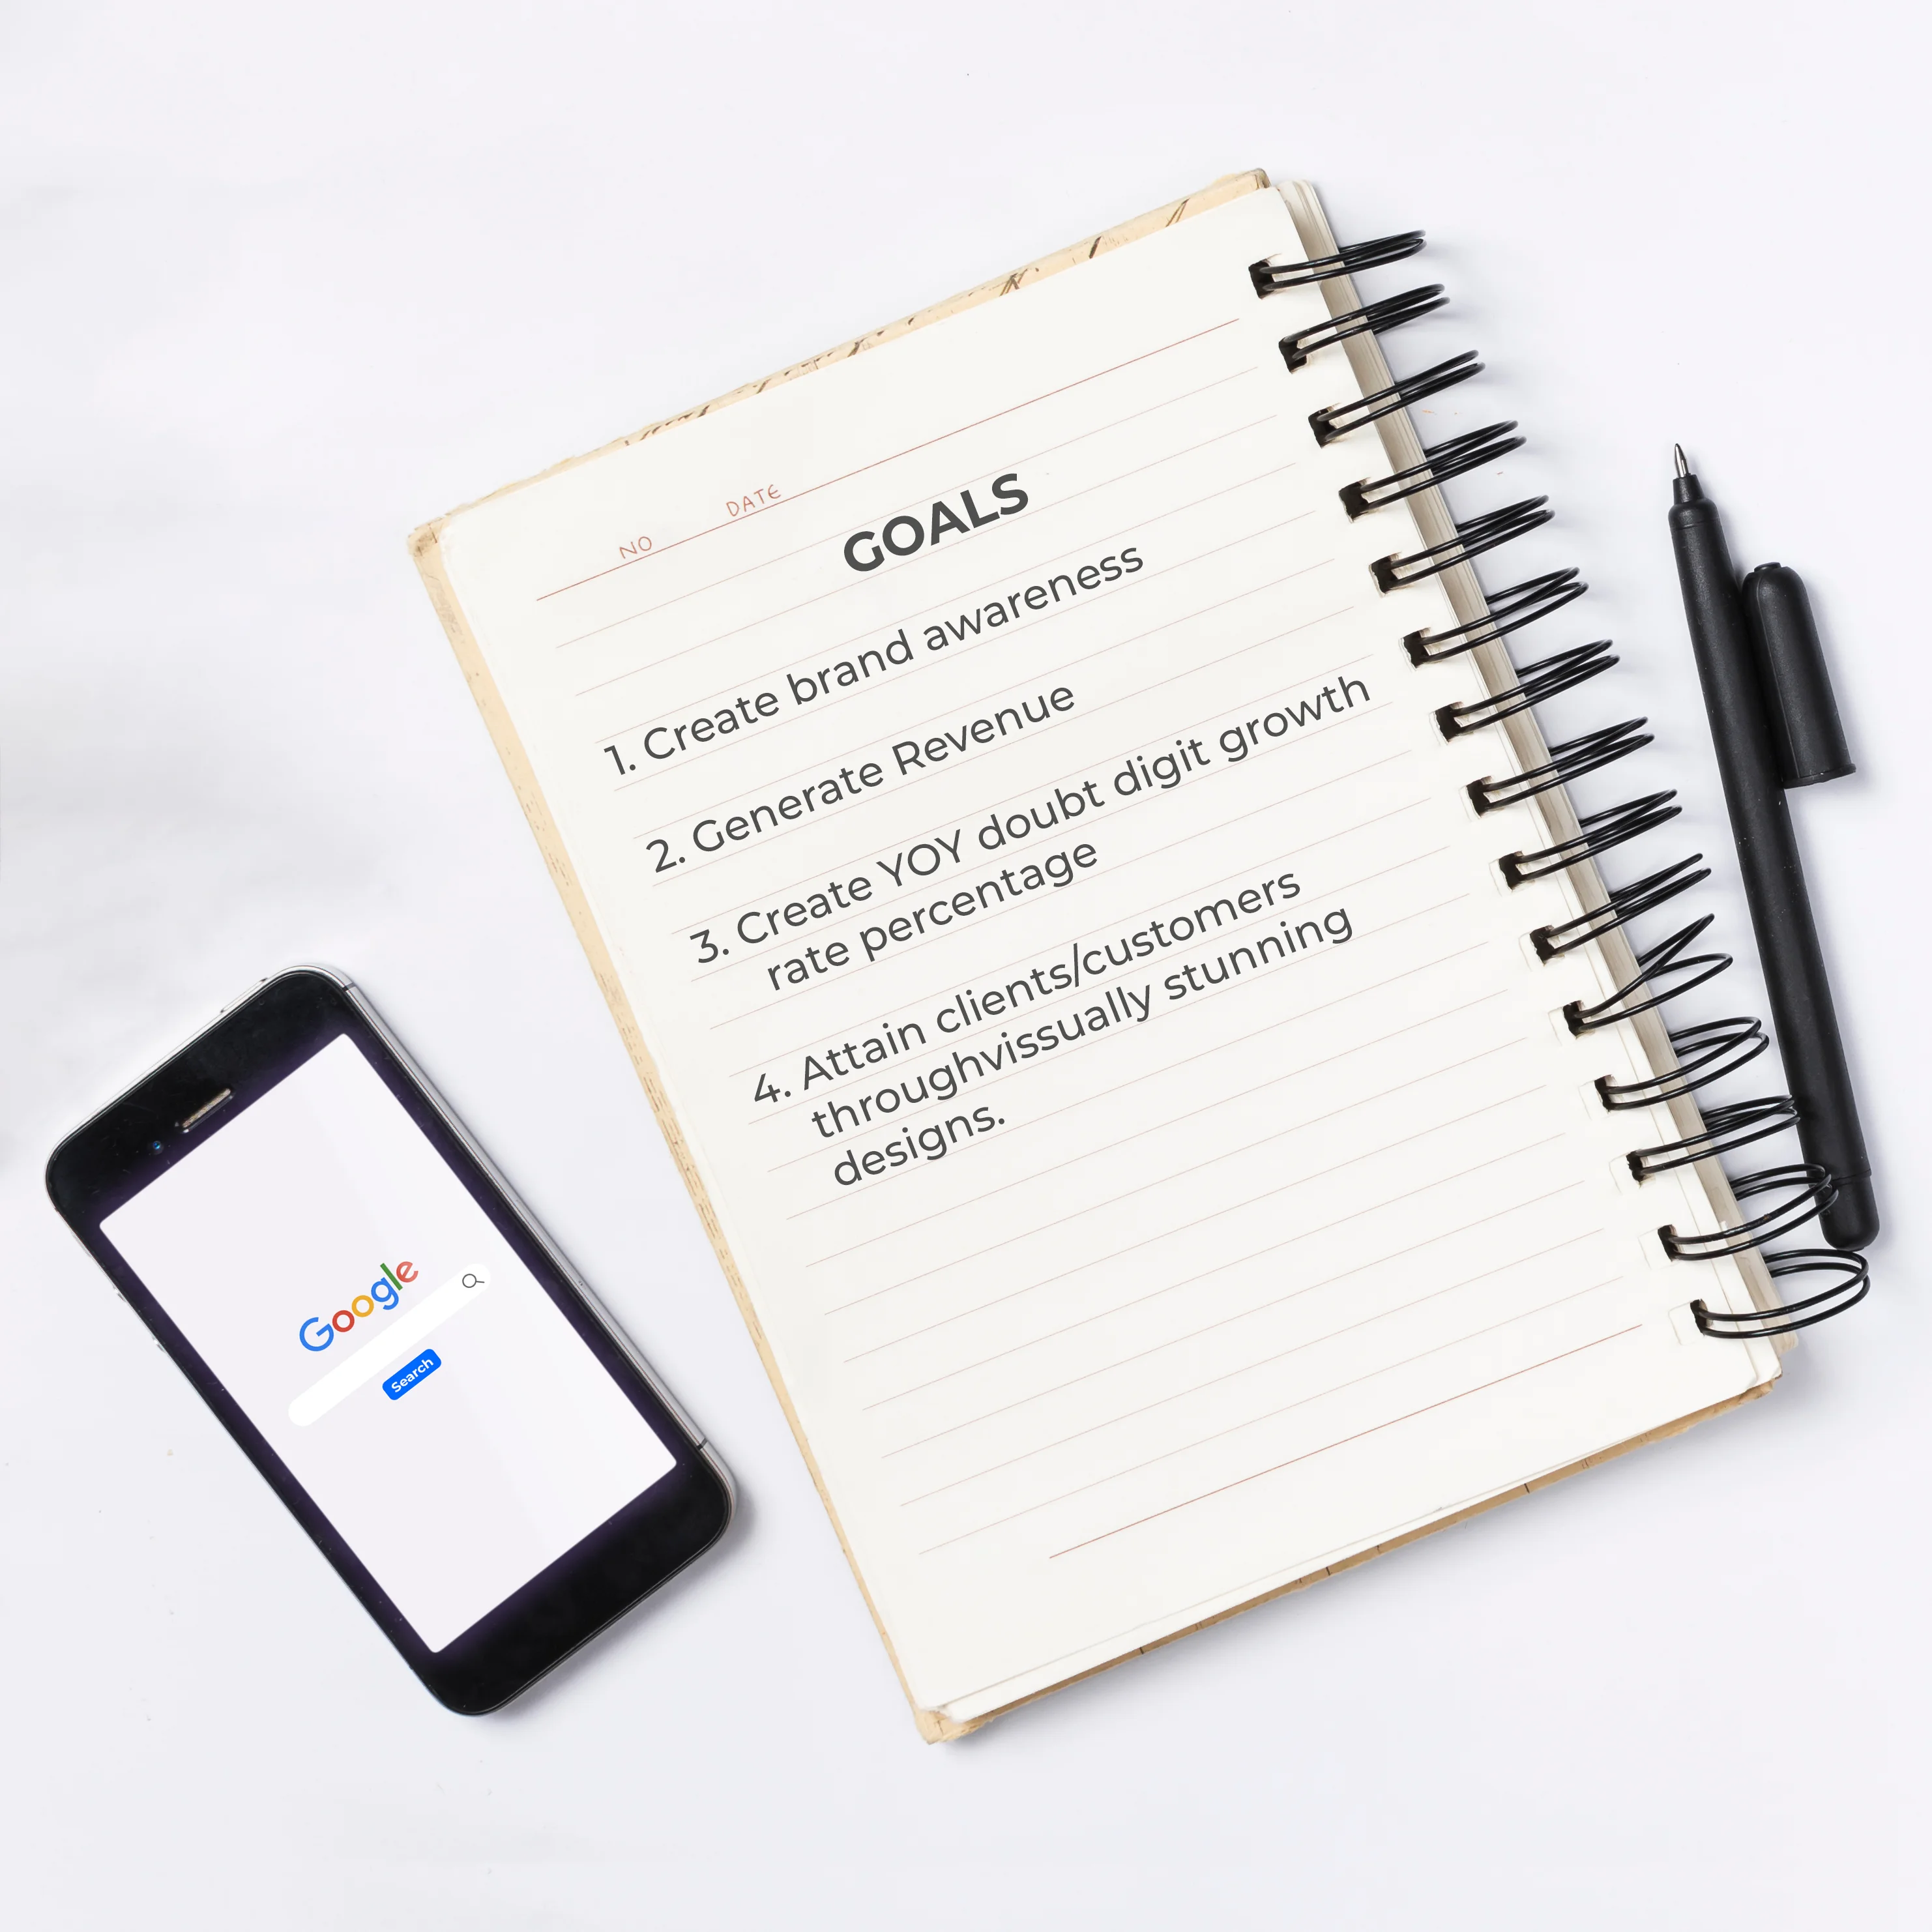 NO DATE
GOALS
1. Create brand awareness
2. Generate Revenue
3. Create YOY doubt digit growth
rate percentage
4. Attain clients/customers
throughvissually stunning
designs.
Google
Search